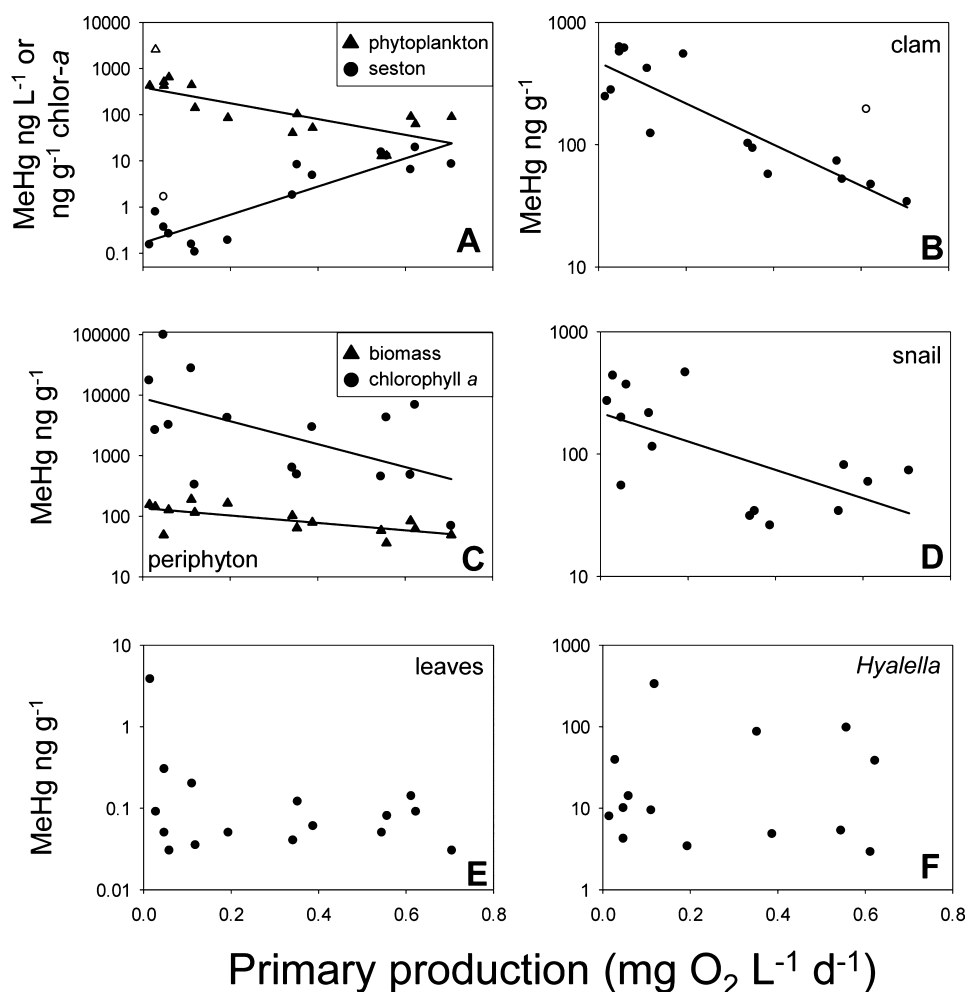 MeHg ng L⁻¹ or
ng g⁻¹ chlor-a
10000
1000
100
10
1
0.1
phytoplankton
seston
A
MeHg ng g⁻¹
1000
100
10
clam
B
MeHg ng g⁻¹
100000
10000
1000
100
10
biomass
chlorophyll a
periphyton
C
1000
100
10
snail
D
MeHg ng g⁻¹
10
1
0.1
0.01
leaves
E
0.0 0.2 0.4 0.6 0.8
1000
100
10
1
Hyalella
F
0.0 0.2 0.4 0.6 0.8
Primary production (mg O₂ L⁻¹ d⁻¹)